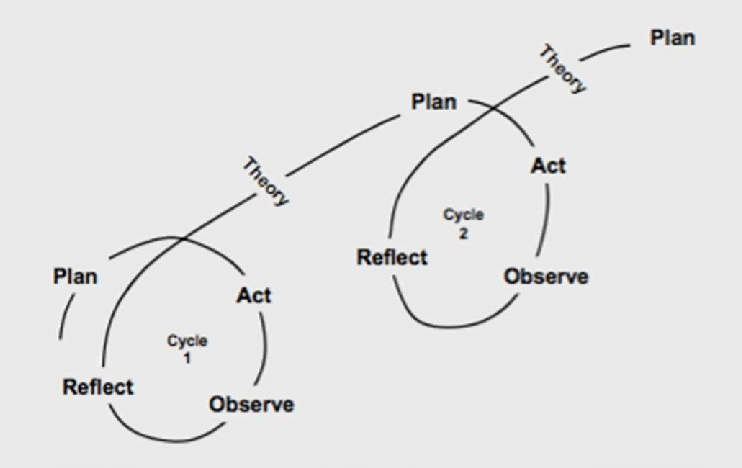 Plan
Theory
Plan
Act
Cycle
2
Reflect
Observe
Theory
Plan
Act
Cycle
1
Reflect
Observe